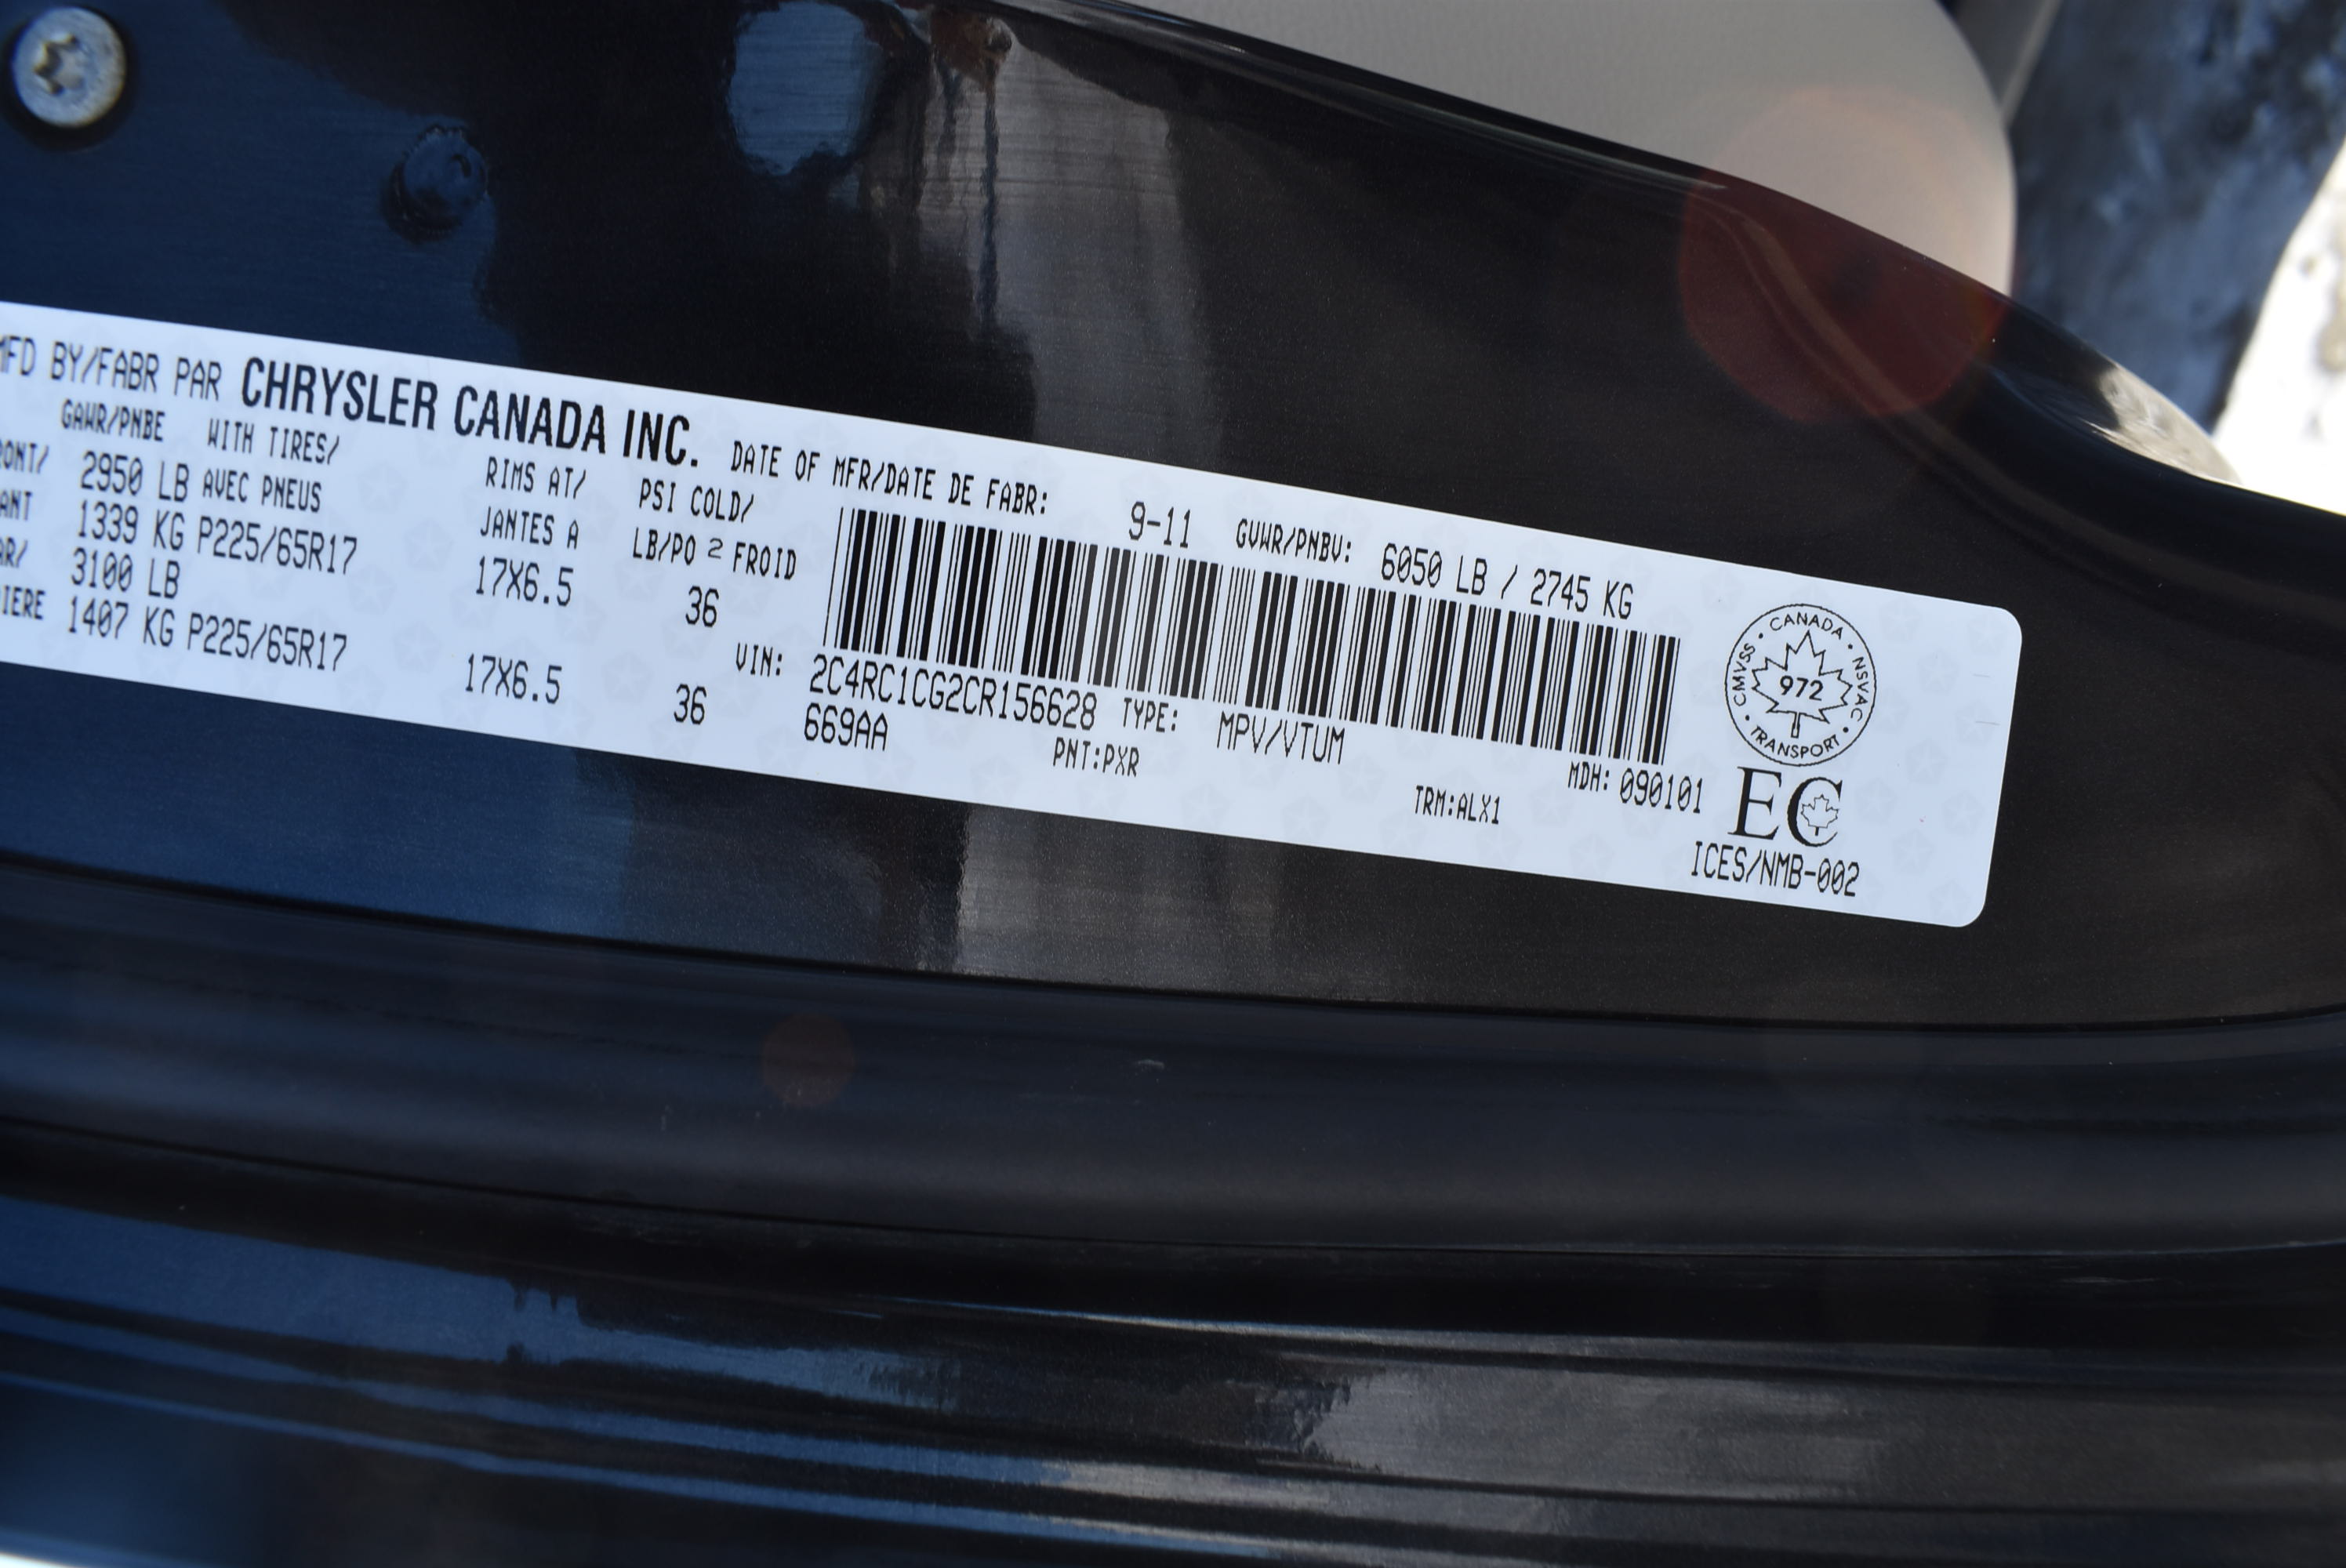 MFD BY/FABR PAR CHRYSLER CANADA INC. DATE OF MFR/DATE DE FABR: 9-11 GVWR/PNBV: 6050 LB / 2745 KG
GAWR/PNBE WITH TIRES/ RIMS AT/ PSI COLD/
2950 LB AVEC PNEUS JANTES A LB/PO 2 FROID
1339 KG P225/65R17 17X6.5 36
3100 LB
IERE 1407 KG P225/65R17 17X6.5 36
VIN: 2C4RC1CG2CR156628 TYPE: MPV/VTUM MDH: 090101
669AA PNT:PXR TRM:ALX1
CANADA • NSVAC • TRANSPORT • CMVSS •
972
EC
ICES/NMB-002